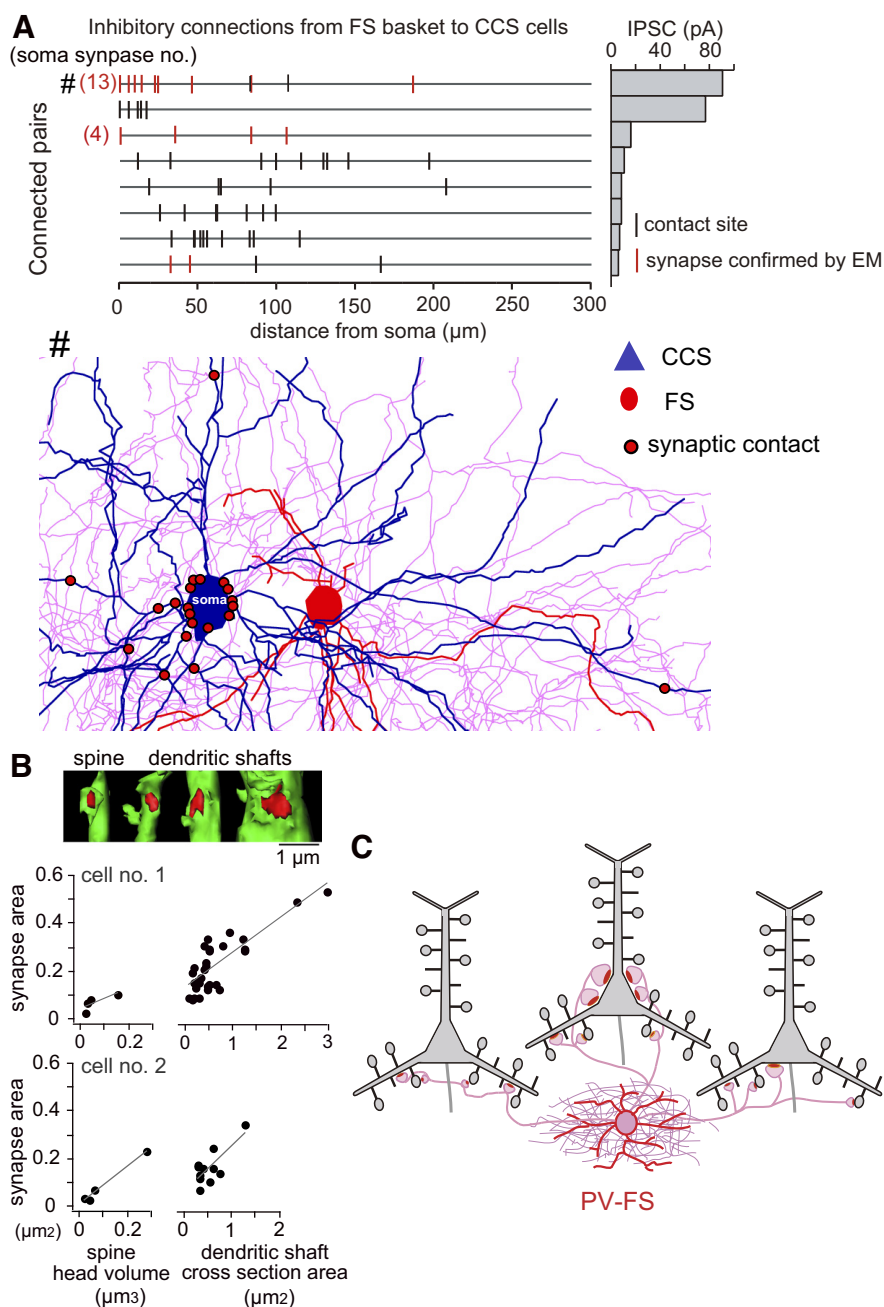 A
Inhibitory connections from FS basket to CCS cells
(soma synpase no.)
IPSC (pA)
0 40 80
# (13)
(4)
Connected pairs
contact site
synapse confirmed by EM
0 50 100 150 200 250 300
distance from soma (μm)
#
CCS
FS
synaptic contact
soma
B
spine dendritic shafts
1 μm
cell no. 1
synapse area
0.6
0.4
0.2
0
0 0.2
0 1 2 3
cell no. 2
synapse area
0.6
0.4
0.2
0
(μm2)
0 0.2
0 1 2
spine
head volume
(μm3)
dendritic shaft
cross section area
(μm2)
C
PV-FS